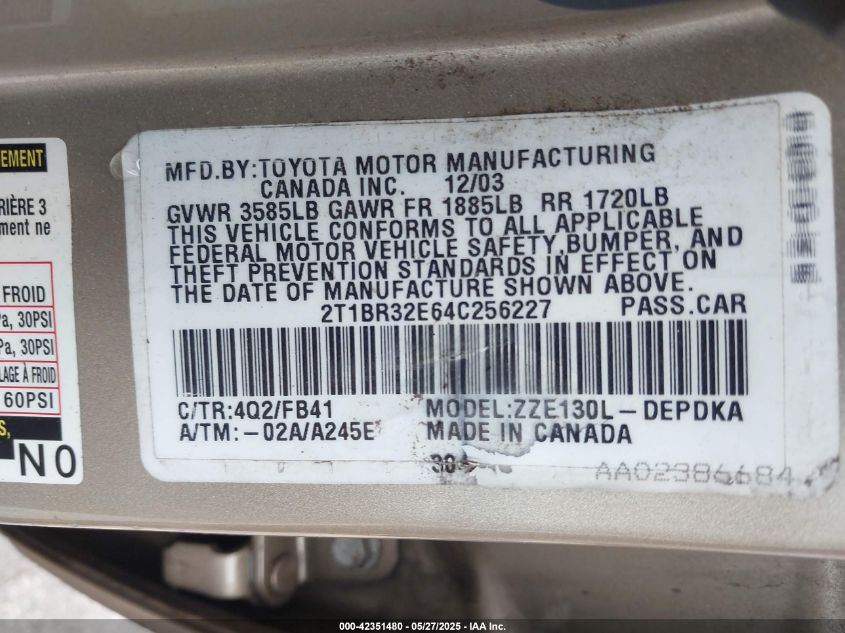 EMENT
RIÈRE 3
ment ne
FROID
a, 30PSI
Pa, 30PSI
LAGE À FROID
60PSI
S,
NO
MFD.BY:TOYOTA MOTOR MANUFACTURING
CANADA INC. 12/03
GVWR 3585LB GAWR FR 1885LB RR 1720LB
THIS VEHICLE CONFORMS TO ALL APPLICABLE
FEDERAL MOTOR VEHICLE SAFETY,BUMPER, AND
THEFT PREVENTION STANDARDS IN EFFECT ON
THE DATE OF MANUFACTURE SHOWN ABOVE.
2T1BR32E64C256227 PASS.CAR
C/TR:4Q2/FB41 MODEL:ZZE130L-DEPDKA
A/TM:-02A/A245E MADE IN CANADA
AA02386684
000-42351480 - 05/27/2025 - IAA Inc.